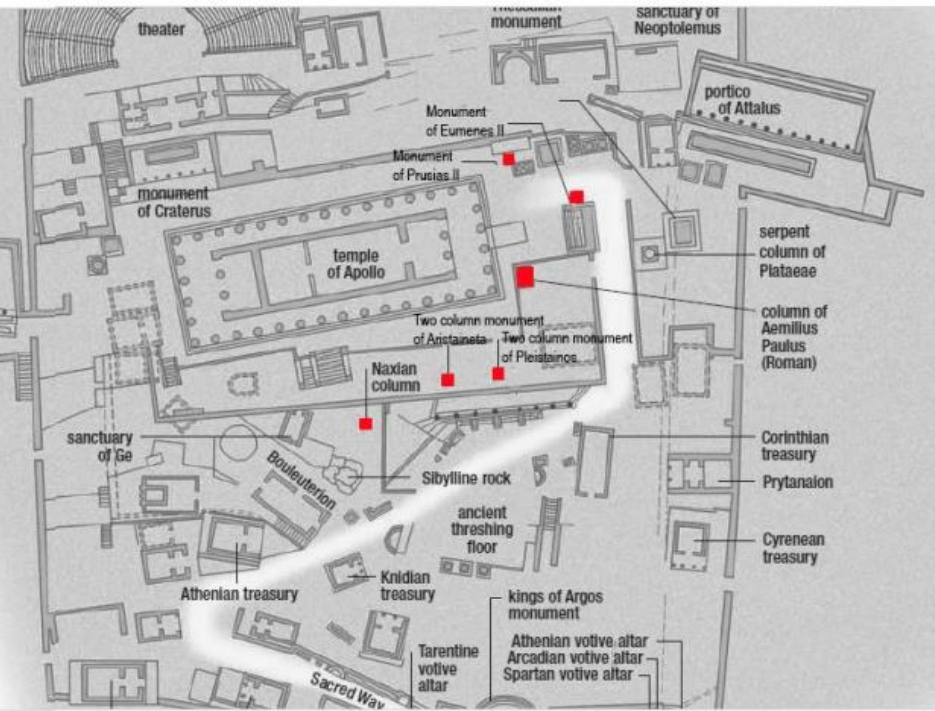 Thessalian
monument
sanctuary of
Neoptolemus
theater
portico
of Attalus
Monument
of Eumenes II
Monument
of Prusias II
monument
of Craterus
temple
of Apollo
serpent
column of
Plataeae
column of
Aemilius
Paulus
(Roman)
Two column monument
of Aristaineta
Two column monument
of Pleistainos
Naxian
column
sanctuary
of Ge
Bouleuterion
Sibylline rock
Corinthian
treasury
Prytanaion
ancient
threshing
floor
Cyrenean
treasury
Athenian treasury
Knidian
treasury
kings of Argos
monument
Athenian votive altar
Arcadian votive altar
Spartan votive altar
Tarentine
votive
altar
Sacred Way